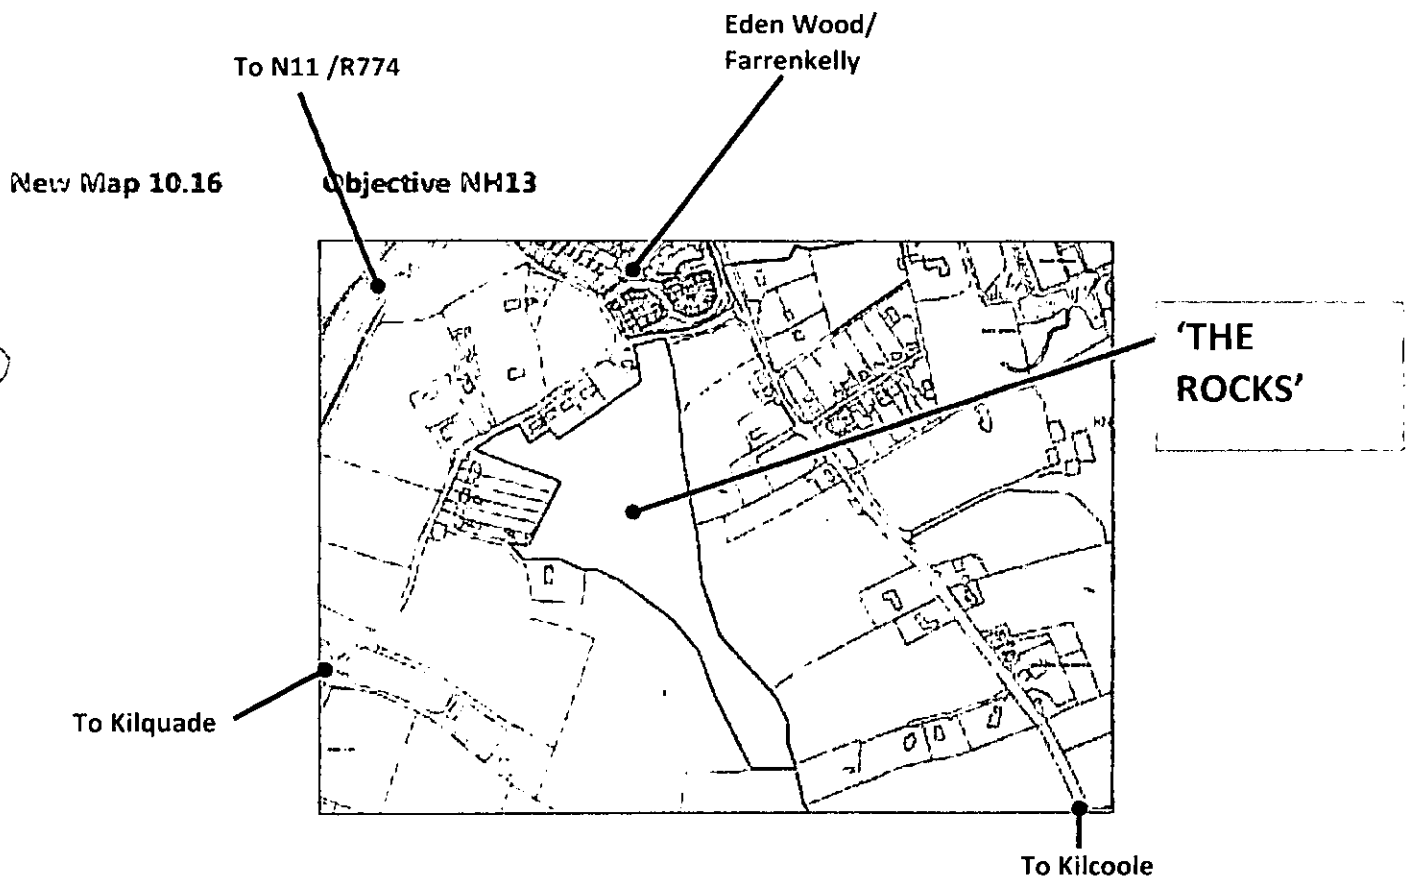 Eden Wood/
Farrenkelly
To N11 /R774
New Map 10.16 Objective NH13
'THE
ROCKS'
To Kilquade
To Kilcoole